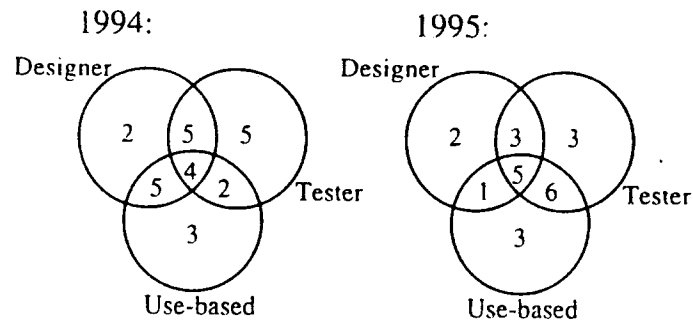 1994:
Designer
2 5 5
4
5 2
Tester
3
Use-based
1995:
Designer
2 3 3
5
1 6
Tester
3
Use-based